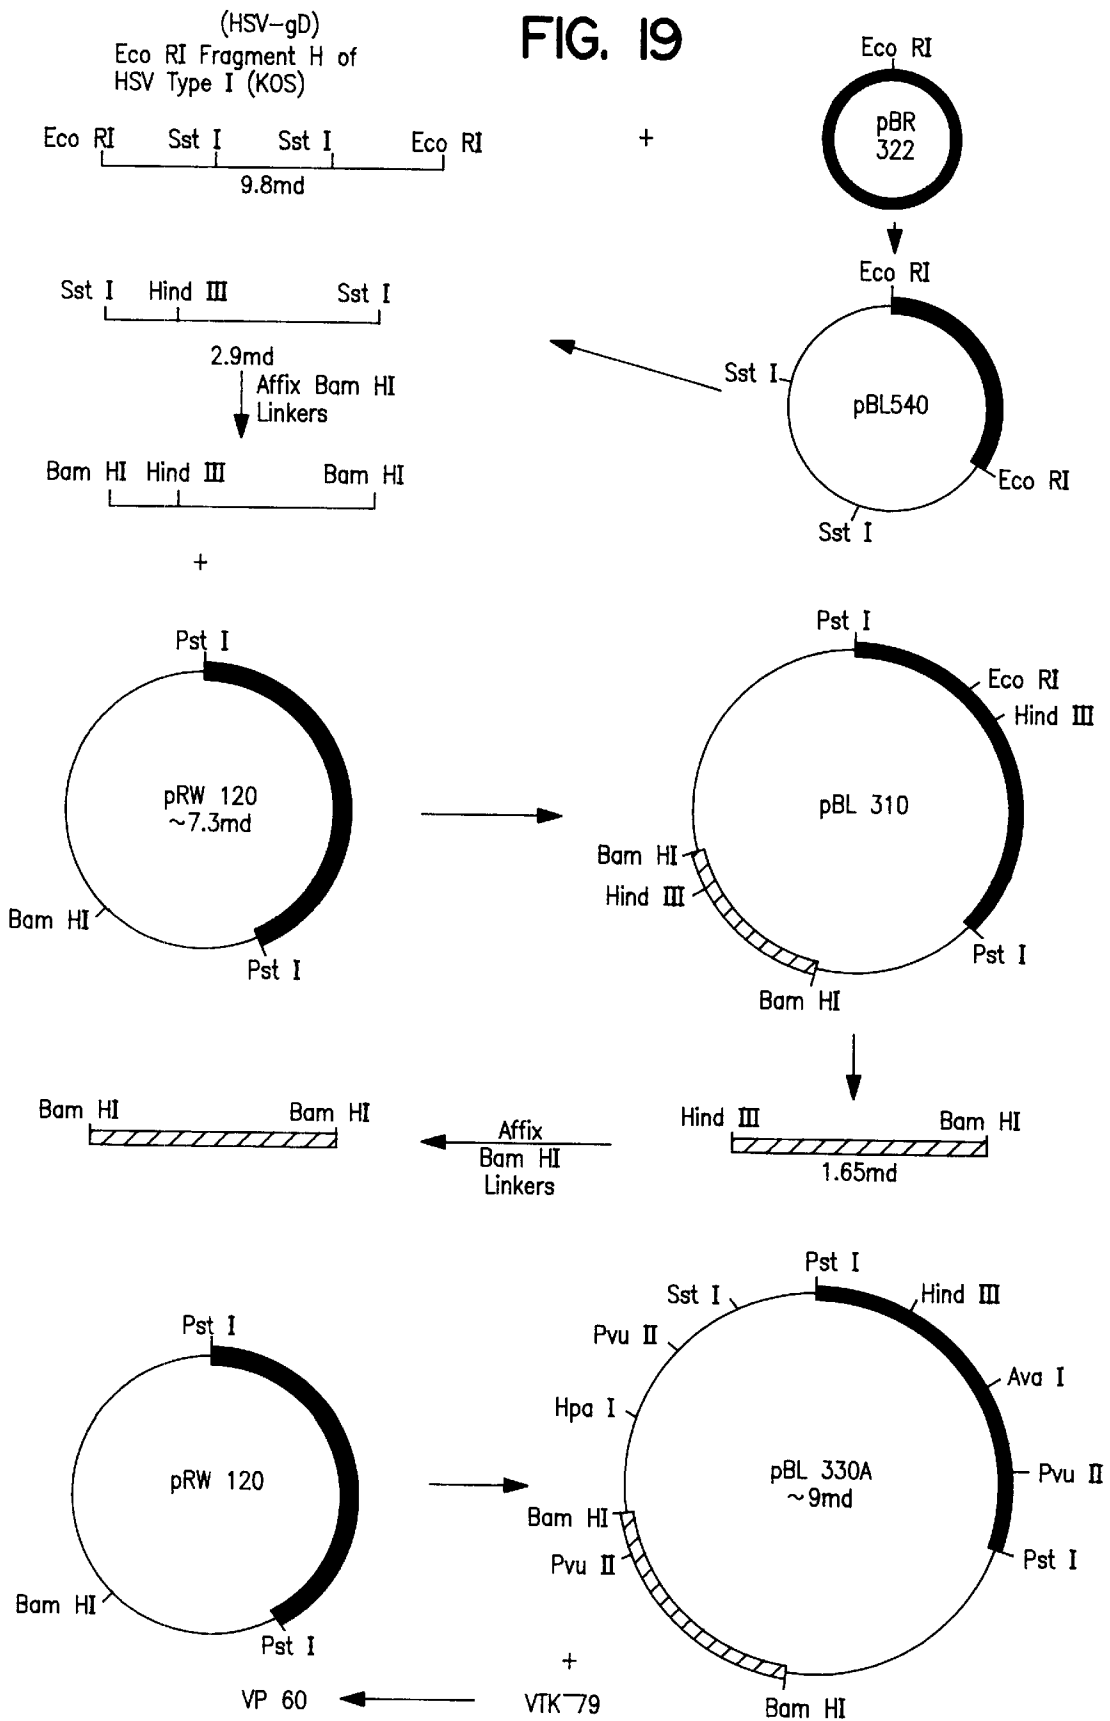 FIG. 19
(HSV-gD)
Eco RI Fragment H of
HSV Type I (KOS)
Eco RI
Sst I
Sst I
Eco RI
9.8md
+
Eco RI
pBR
322
Eco RI
Sst I
pBL540
Eco RI
Sst I
Sst I
Hind III
Sst I
2.9md
Affix Bam HI
Linkers
Bam HI
Hind III
Bam HI
+
Pst I
pRW 120
~7.3md
Bam HI
Pst I
Pst I
Eco RI
Hind III
pBL 310
Bam HI
Hind III
Pst I
Bam HI
Hind III
Bam HI
1.65md
Affix
Bam HI
Linkers
Bam HI
Bam HI
Pst I
pRW 120
Bam HI
Pst I
Pst I
Sst I
Hind III
Pvu II
Ava I
Hpa I
pBL 330A
~9md
Pvu II
Bam HI
Pvu II
Pst I
Bam HI
+
VTK⁻79
VP 60